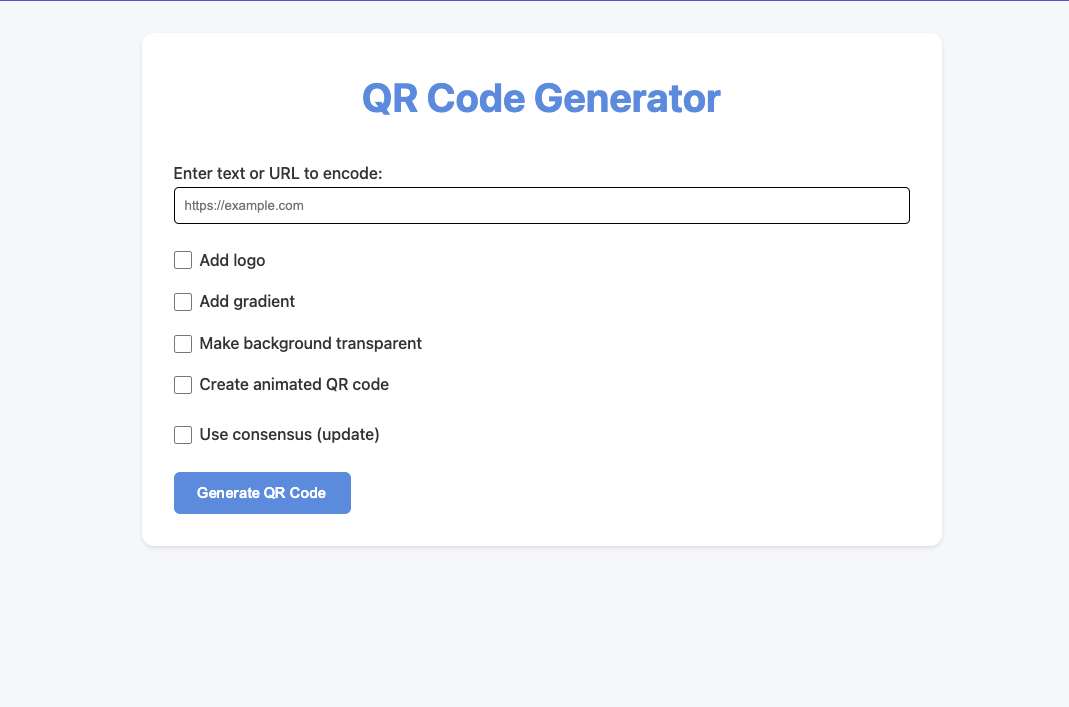 QR Code Generator
Enter text or URL to encode:
https://example.com
Add logo
Add gradient
Make background transparent
Create animated QR code
Use consensus (update)
Generate QR Code